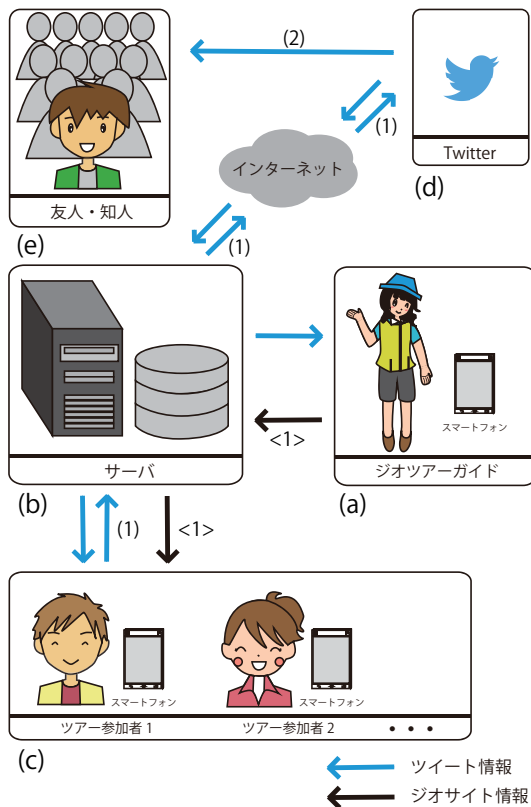 (2)
(1)
Twitter
(d)
インターネット
友人・知人
(e)
(1)
スマートフォン
<1>
サーバ
ジオツアーガイド
(b)
(a)
(1)
<1>
スマートフォン
スマートフォン
ツアー参加者 1
ツアー参加者 2
・・・
(c)
ツイート情報
ジオサイト情報